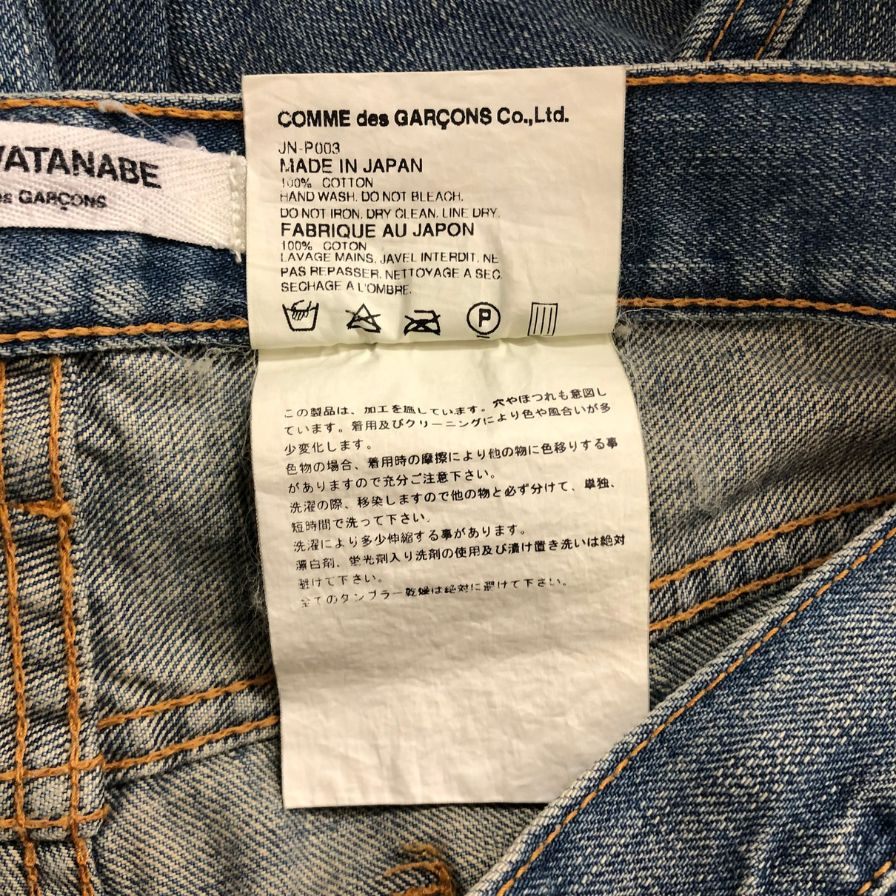 WATANABE
es GARÇONS
COMME des GARÇONS Co.,Ltd.
JN-P003
MADE IN JAPAN
100% COTTON
HAND WASH. DO NOT BLEACH.
DO NOT IRON. DRY CLEAN. LINE DRY.
FABRIQUE AU JAPON
100% COTON
LAVAGE MAINS. JAVEL INTERDIT. NE
PAS REPASSER. NETTOYAGE A SEC.
SECHAGE A L'OMBRE.
P
この製品は、加工を施しています。穴やほつれも意図し
ています。着用及びクリーニングにより色や風合いが多
少変化します。
色物の場合、着用時の摩擦により他の物に色移りする事
がありますので充分ご注意下さい。
洗濯の際、移染しますので他の物と必ず分けて、単独、
短時間で洗って下さい。
洗濯により多少伸縮する事があります。
漂白剤、蛍光剤入り洗剤の使用及び漬け置き洗いは絶対
避けて下さい。
全てのタンブラー乾燥は絶対に避けて下さい。